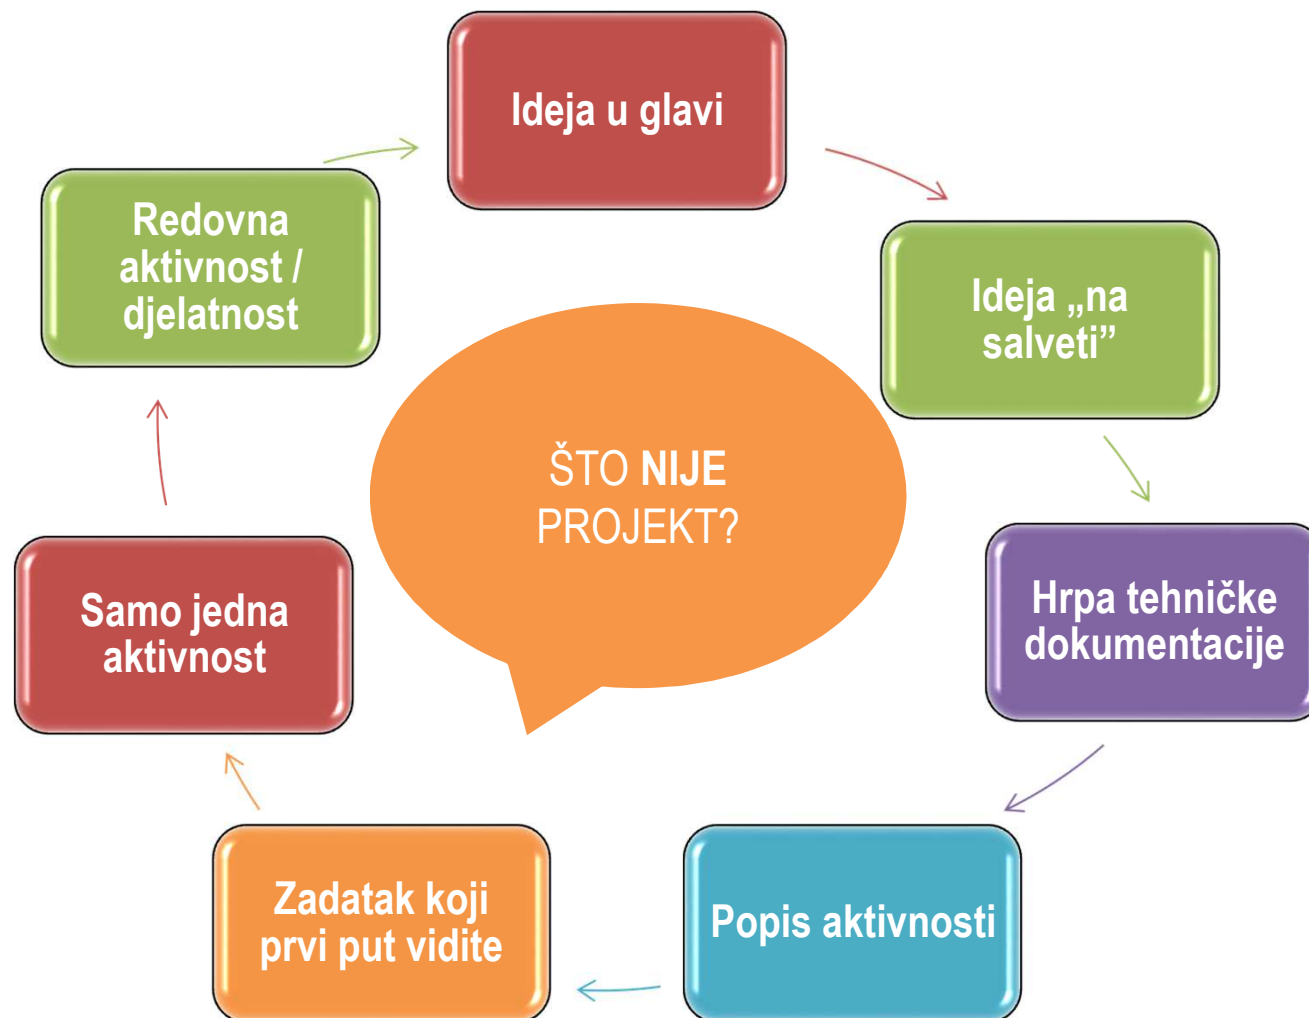 Ideja u glavi
Ideja „na
salveti”
Hrpa tehničke
dokumentacije
Popis aktivnosti
Zadatak koji
prvi put vidite
Samo jedna
aktivnost
Redovna
aktivnost /
djelatnost
ŠTO NIJE
PROJEKT?